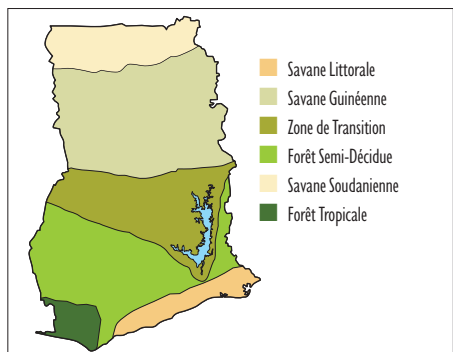 Savane Littorale
Savane Guinéenne
Zone de Transition
Forêt Semi-Décidue
Savane Soudanienne
Forêt Tropicale